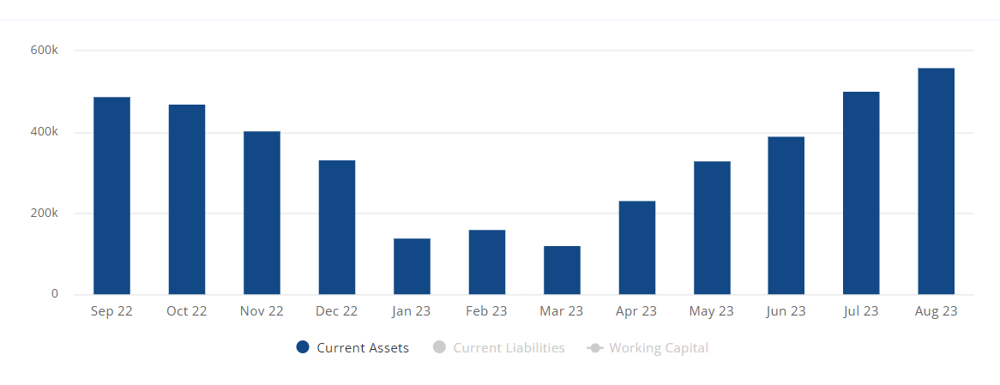 600k
400k
200k
0
Sep 22 Oct 22 Nov 22 Dec 22 Jan 23 Feb 23 Mar 23 Apr 23 May 23 Jun 23 Jul 23 Aug 23
Current Assets Current Liabilities Working Capital